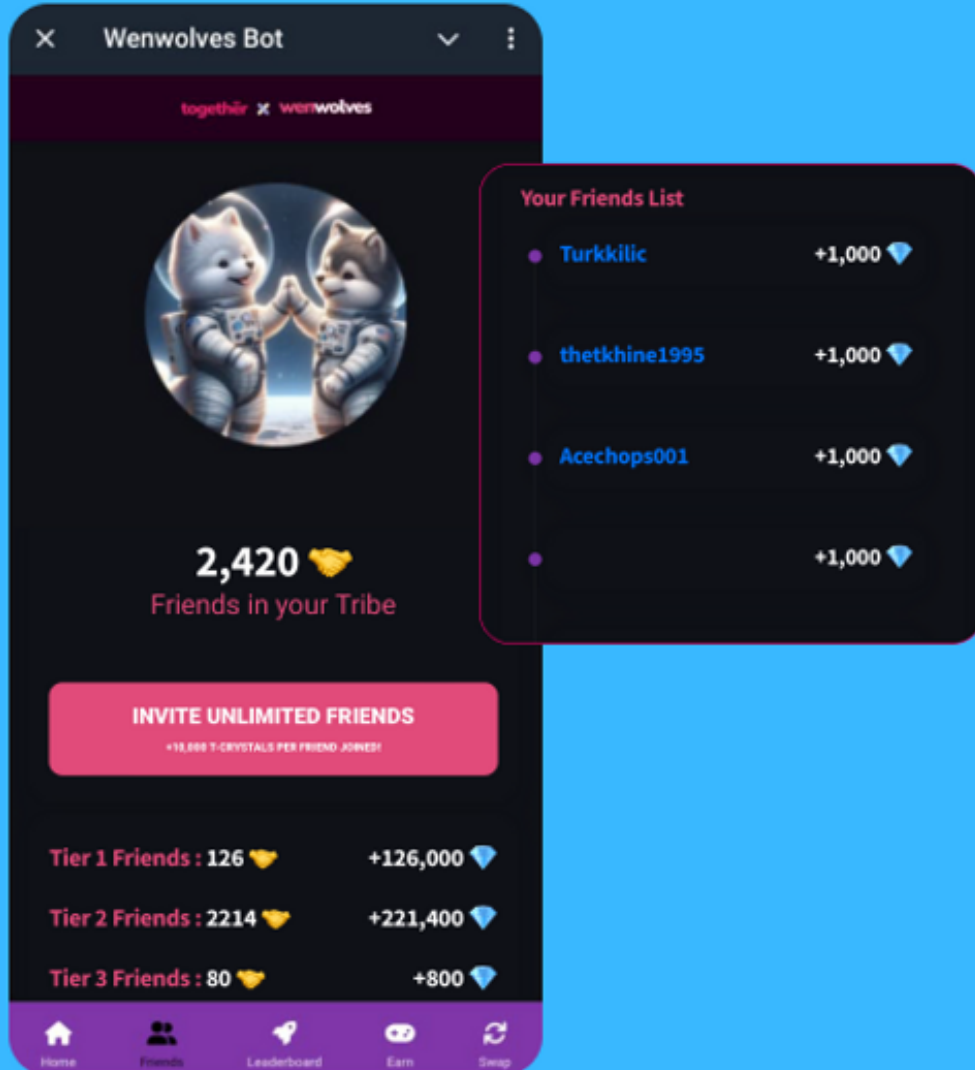 Wenwolves Bot
togethēr x wenwolves
2,420
Friends in your Tribe
INVITE UNLIMITED FRIENDS
+10,000 T-CRYSTALS PER FRIEND JOINED!
Tier 1 Friends : 126 +126,000
Tier 2 Friends : 2214 +221,400
Tier 3 Friends : 80 +800
Home Friends Leaderboard Earn Swap
Your Friends List
Turkkilic +1,000
thetkhine1995 +1,000
Acechops001 +1,000
+1,000